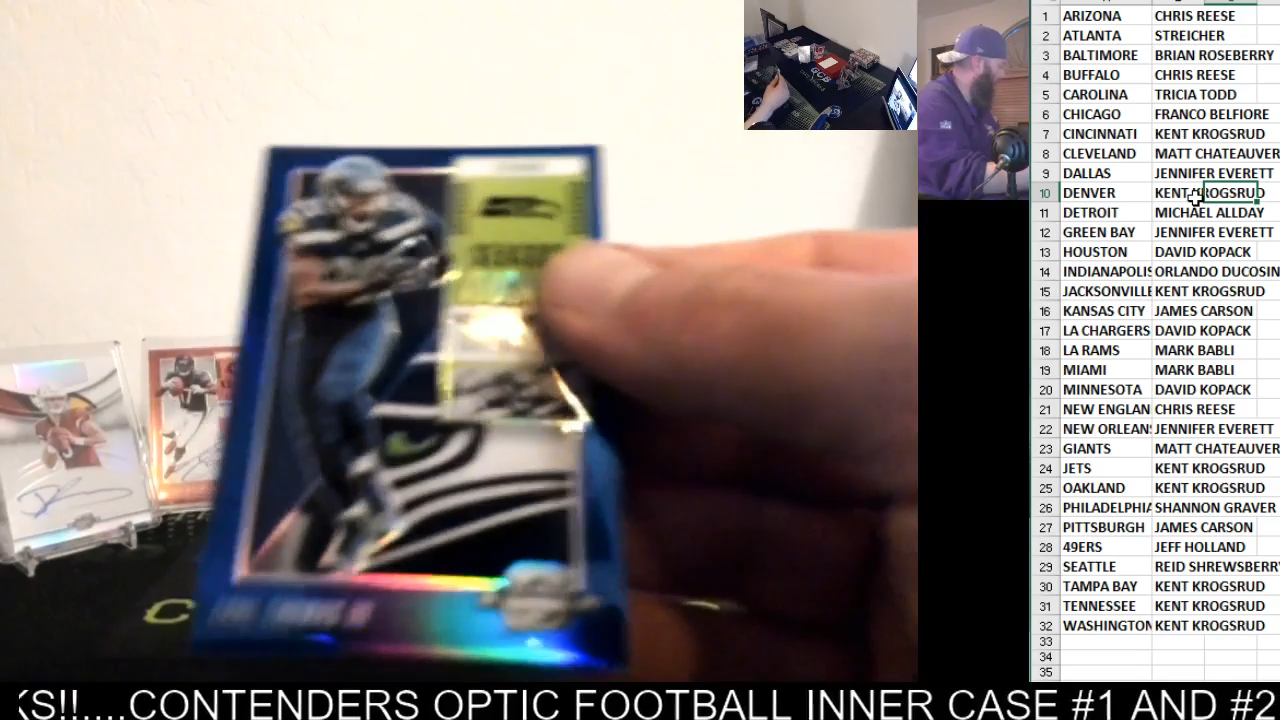 1 ARIZONA CHRIS REESE
2 ATLANTA STREICHER
3 BALTIMORE BRIAN ROSEBERRY
4 BUFFALO CHRIS REESE
5 CAROLINA TRICIA TODD
6 CHICAGO FRANCO BELFIORE
7 CINCINNATI KENT KROGSRUD
8 CLEVELAND MATT CHATEAUVER
9 DALLAS JENNIFER EVERETT
10 DENVER KENT KROGSRUD
11 DETROIT MICHAEL ALLDAY
12 GREEN BAY JENNIFER EVERETT
13 HOUSTON DAVID KOPACK
14 INDIANAPOLIS ORLANDO DUCOSIN
15 JACKSONVILLE KENT KROGSRUD
16 KANSAS CITY JAMES CARSON
17 LA CHARGERS DAVID KOPACK
18 LA RAMS MARK BABLI
19 MIAMI MARK BABLI
20 MINNESOTA DAVID KOPACK
21 NEW ENGLAN CHRIS REESE
22 NEW ORLEANS JENNIFER EVERETT
23 GIANTS MATT CHATEAUVER
24 JETS KENT KROGSRUD
25 OAKLAND KENT KROGSRUD
26 PHILADELPHIA SHANNON GRAVER
27 PITTSBURGH JAMES CARSON
28 49ERS JEFF HOLLAND
29 SEATTLE REID SHREWSBERRY
30 TAMPA BAY KENT KROGSRUD
31 TENNESSEE KENT KROGSRUD
32 WASHINGTON KENT KROGSRUD
33
34
35
KS!!....CONTENDERS OPTIC FOOTBALL INNER CASE #1 AND #2